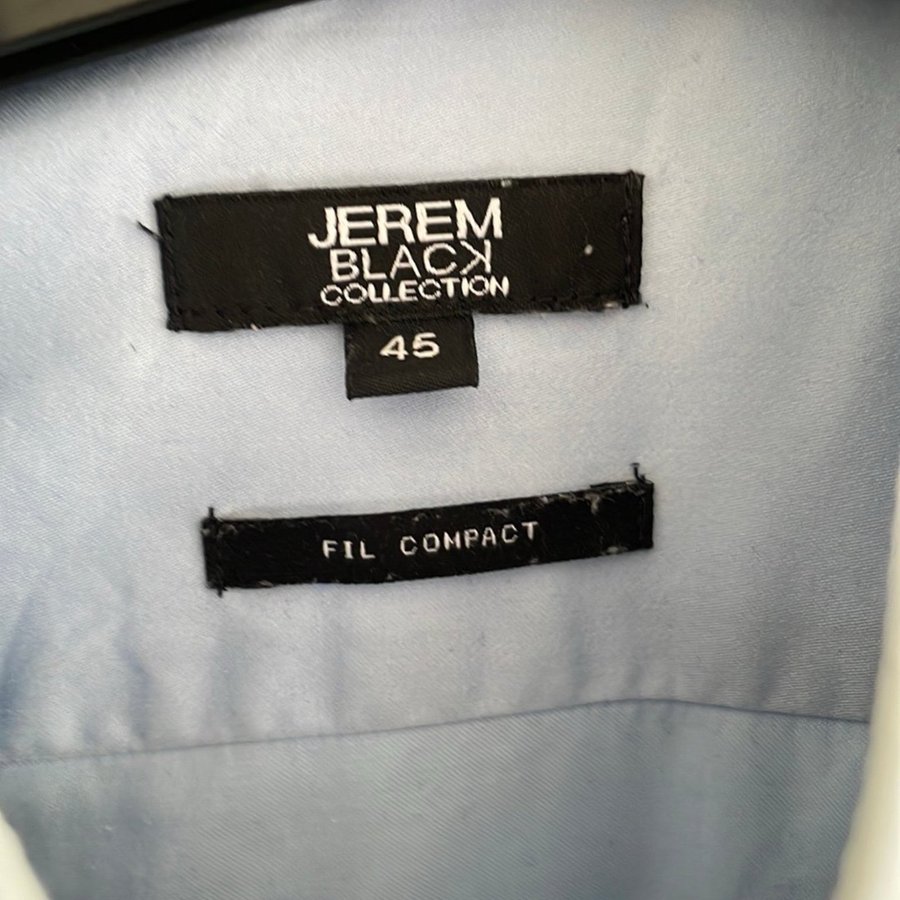 JEREM
BLACK
COLLECTION
45
FIL COMPACT